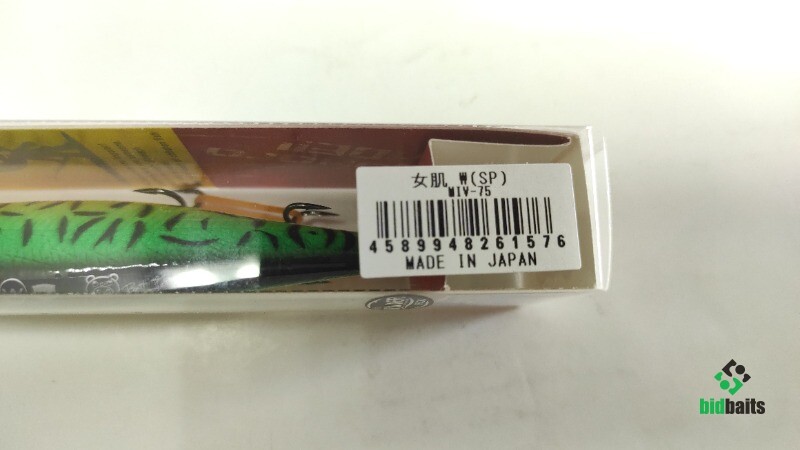 女肌 W(SP)
MIV-75
4589948261576
MADE IN JAPAN
bidbaits